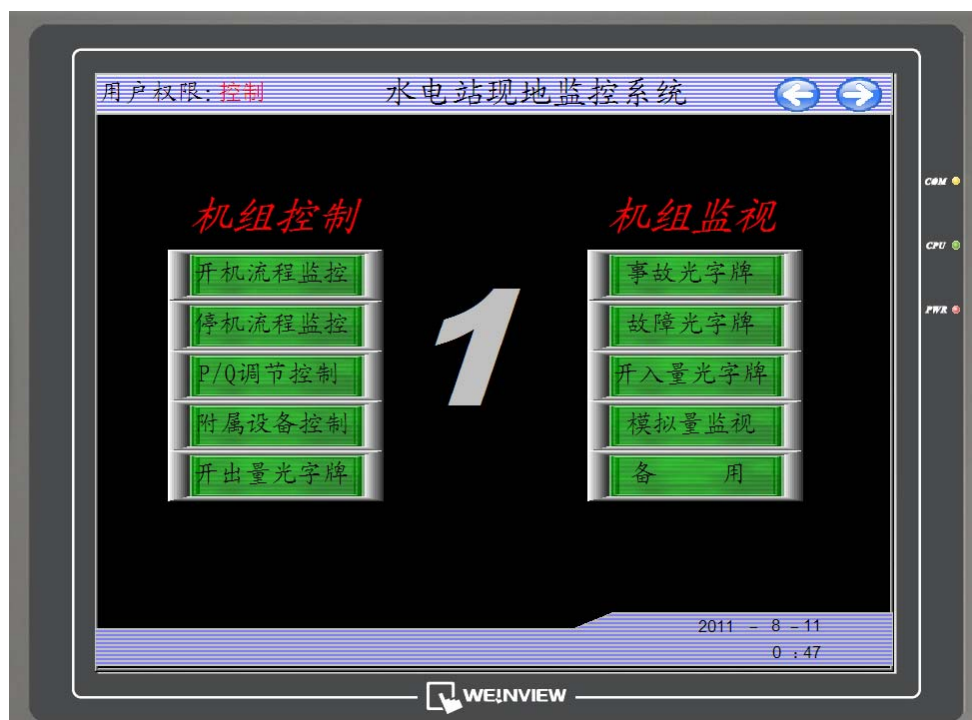 用户权限:控制 水电站现地监控系统
机组控制
开机流程监控
停机流程监控
P/Q调节控制
附属设备控制
开出量光字牌
1
机组监视
事故光字牌
故障光字牌
开入量光字牌
模拟量监视
备 用
2011 - 8 - 11
0 : 47
COM
CPU
PWR
WE!NVIEW